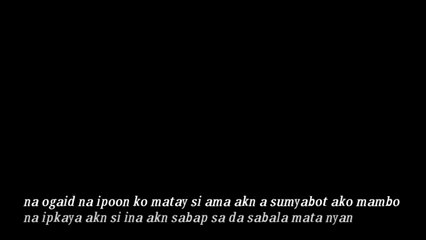 na ogaid na ipoon ko matay si ama akn a sumyabot ako mambo
na ipkaya akn si ina akn sabap sa da sabala mata nyan